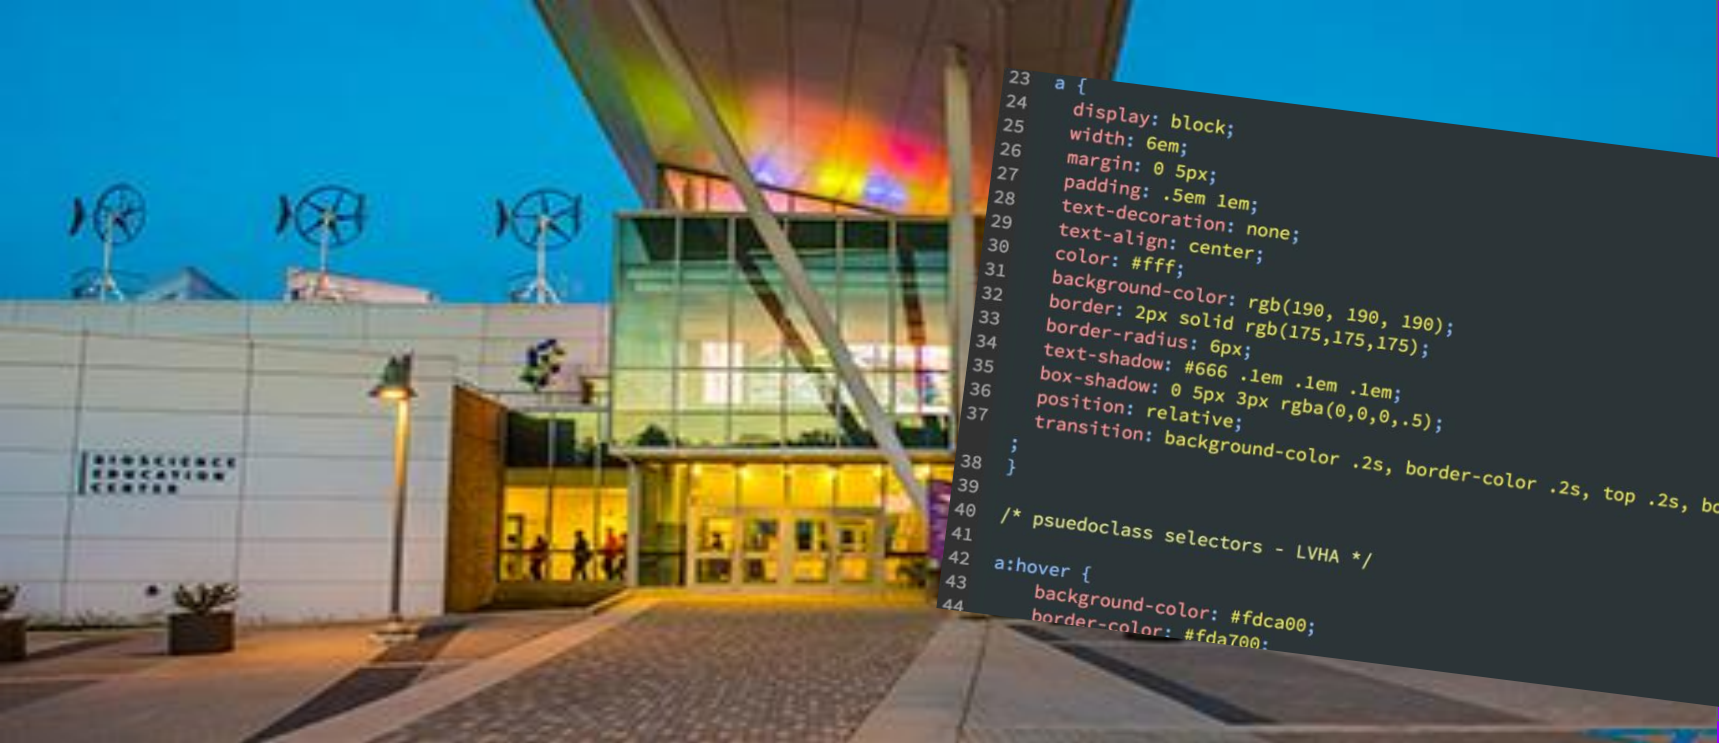 BIOSCIENCE
EDUCATION
CENTER
23 a {
24 display: block;
25 width: 6em;
26 margin: 0 5px;
27 padding: .5em 1em;
28 text-decoration: none;
29 text-align: center;
30 color: #fff;
31 background-color: rgb(190, 190, 190);
32 border: 2px solid rgb(175,175,175);
33 border-radius: 6px;
34 text-shadow: #666 .1em .1em .1em;
35 box-shadow: 0 5px 3px rgba(0,0,0,.5);
36 position: relative;
37 transition: background-color .2s, border-color .2s, top .2s, bo
;
38 }
39
40 /* psuedoclass selectors - LVHA */
41
42 a:hover {
43 background-color: #fdca00;
44 border-color: #fda700;